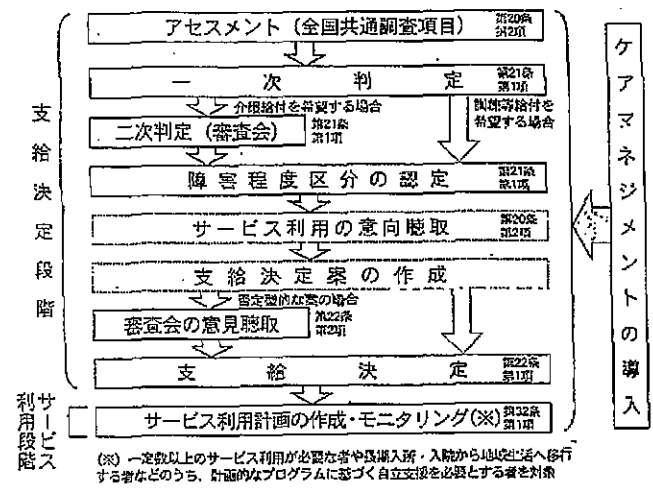 アセスメント（全国共通調査項目） 第20条 第2項
一次判定 第21条 第1項
介護給付を希望する場合
訓練等給付を希望する場合
二次判定（審査会） 第21条 第1項
障害程度区分の認定 第21条 第1項
サービス利用の意向聴取 第20条 第2項
支給決定案の作成
非定型的な案の場合
審査会の意見聴取 第22条 第2項
支給決定 第22条 第1項
サービス利用計画の作成・モニタリング(※) 第32条 第1項
支給決定段階
サービス利用段階
ケアマネジメントの導入
(※) 一定数以上のサービス利用が必要な者や長期入所・入院から地域生活へ移行
する者などのうち、計画的なプログラムに基づく自立支援を必要とする者を対象